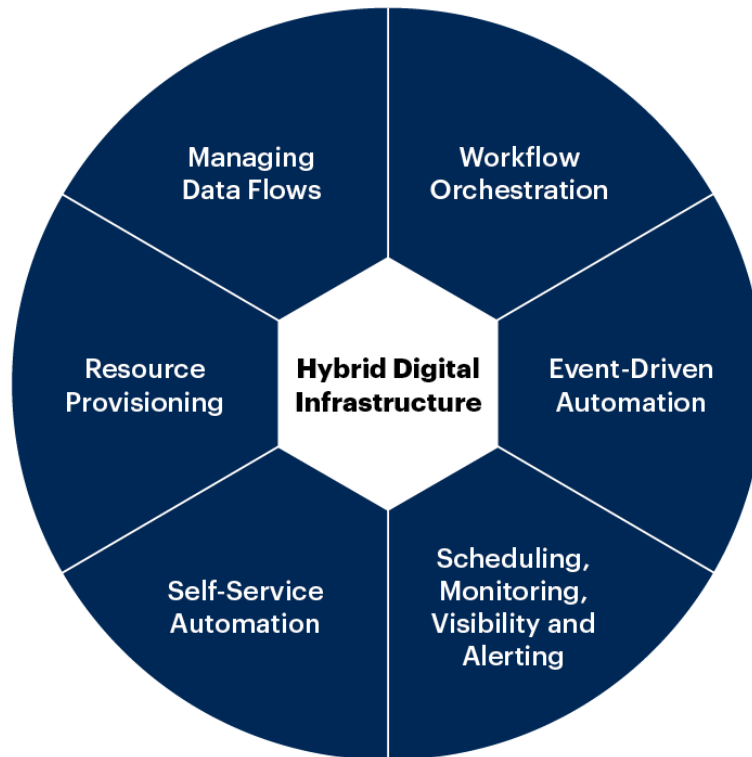 Managing
Data Flows
Workflow
Orchestration
Resource
Provisioning
Hybrid Digital
Infrastructure
Event-Driven
Automation
Self-Service
Automation
Scheduling,
Monitoring,
Visibility and
Alerting